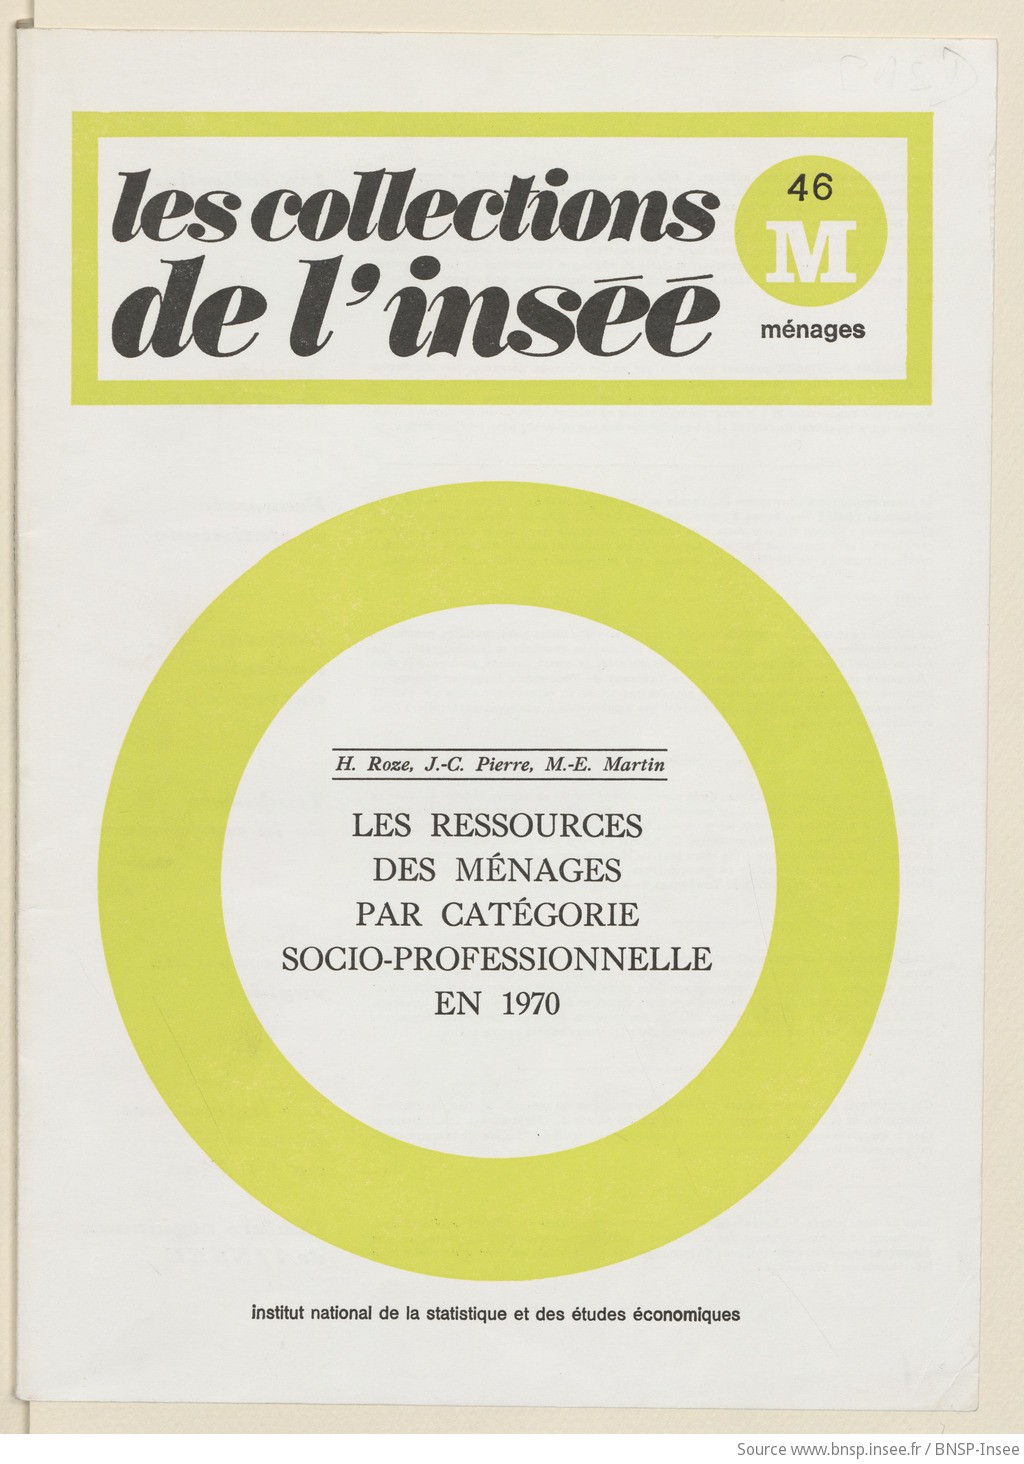 les collections
de l'inséé
46
M
ménages
H. Roze, J.-C. Pierre, M.-E. Martin
LES RESSOURCES
DES MÉNAGES
PAR CATÉGORIE
SOCIO-PROFESSIONNELLE
EN 1970
institut national de la statistique et des études économiques
Source www.bnsp.insee.fr / BNSP-Insee